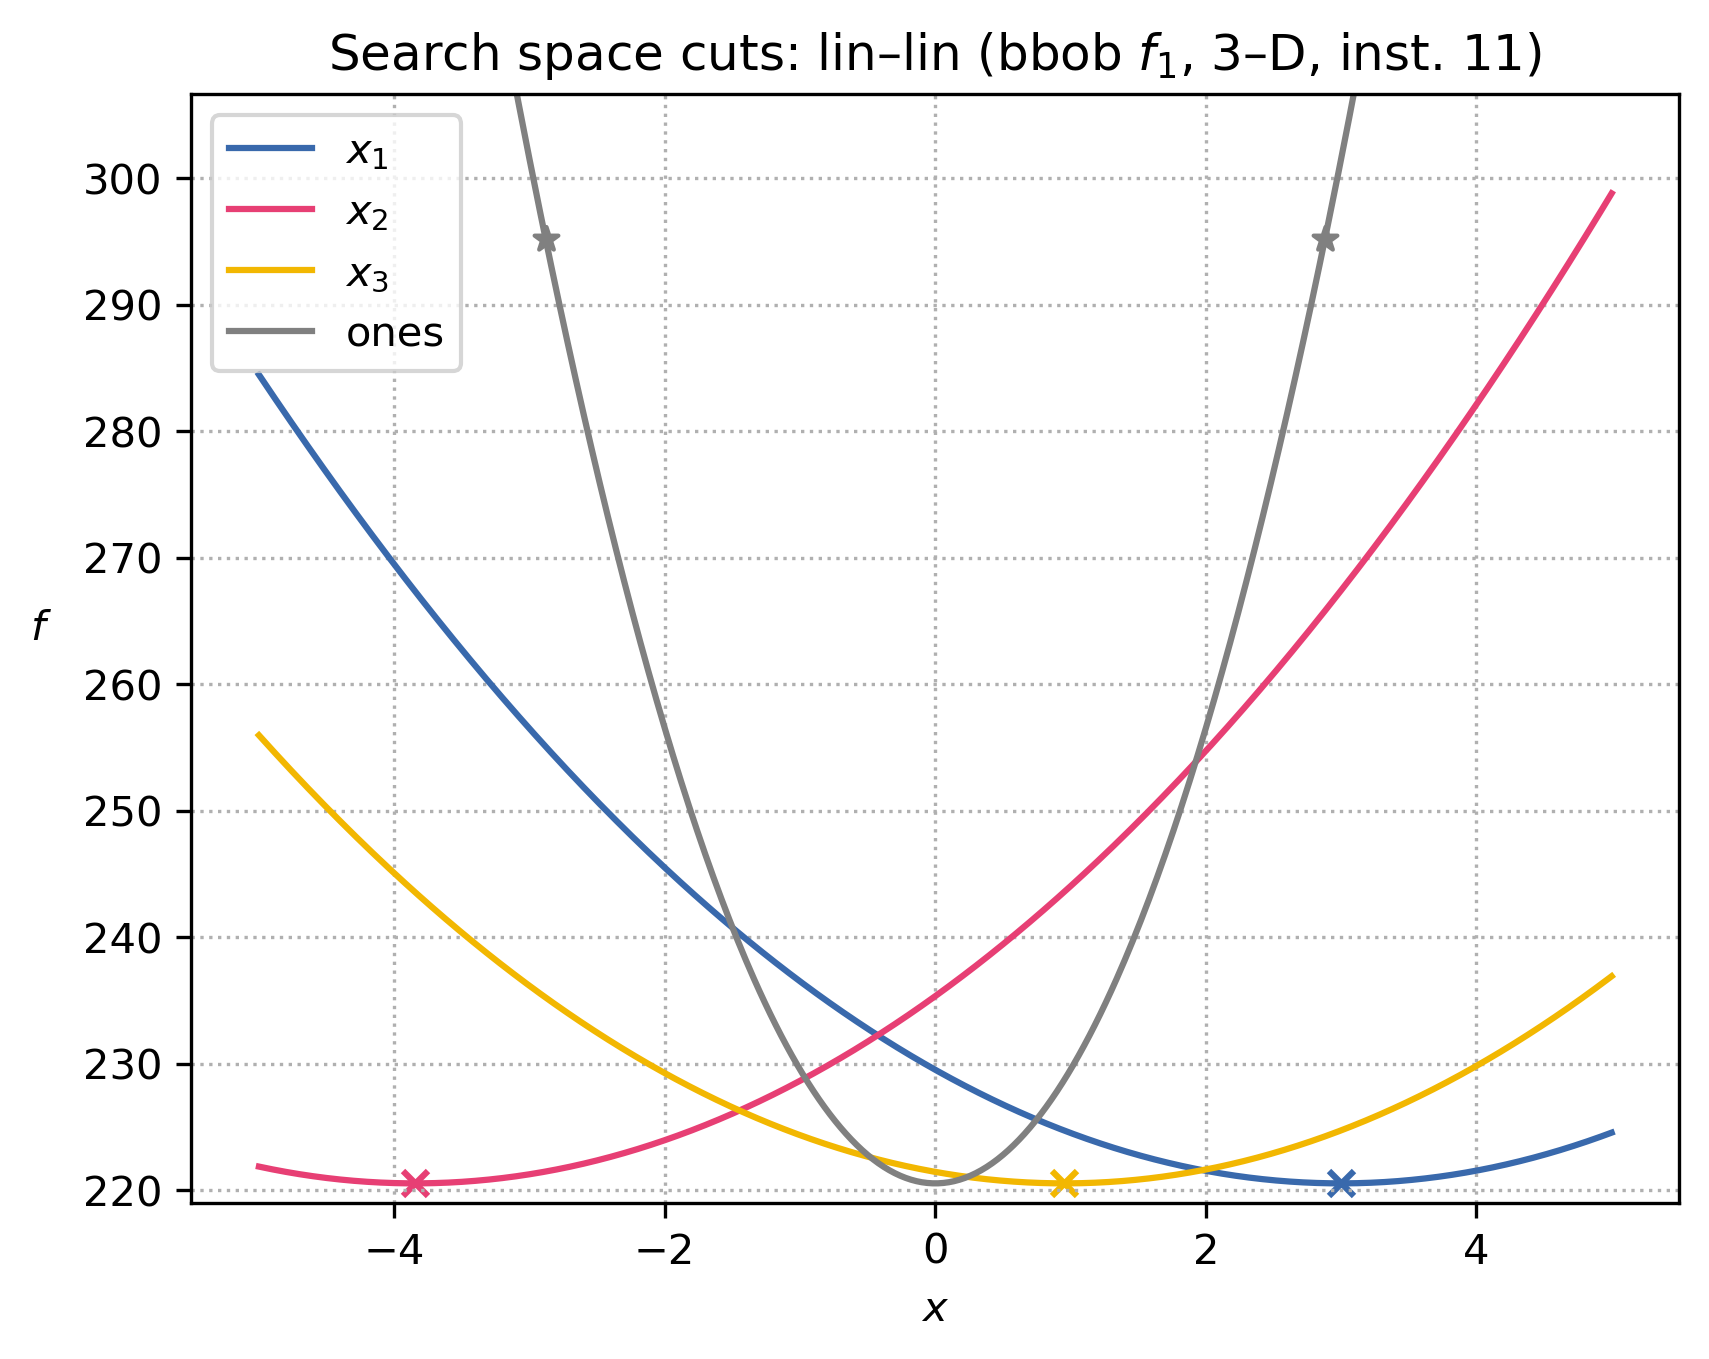 Search space cuts: lin–lin (bbob f₁, 3–D, inst. 11)
x₁
x₂
x₃
ones
300
290
280
270
260
250
240
230
220
f
−4
−2
0
2
4
x